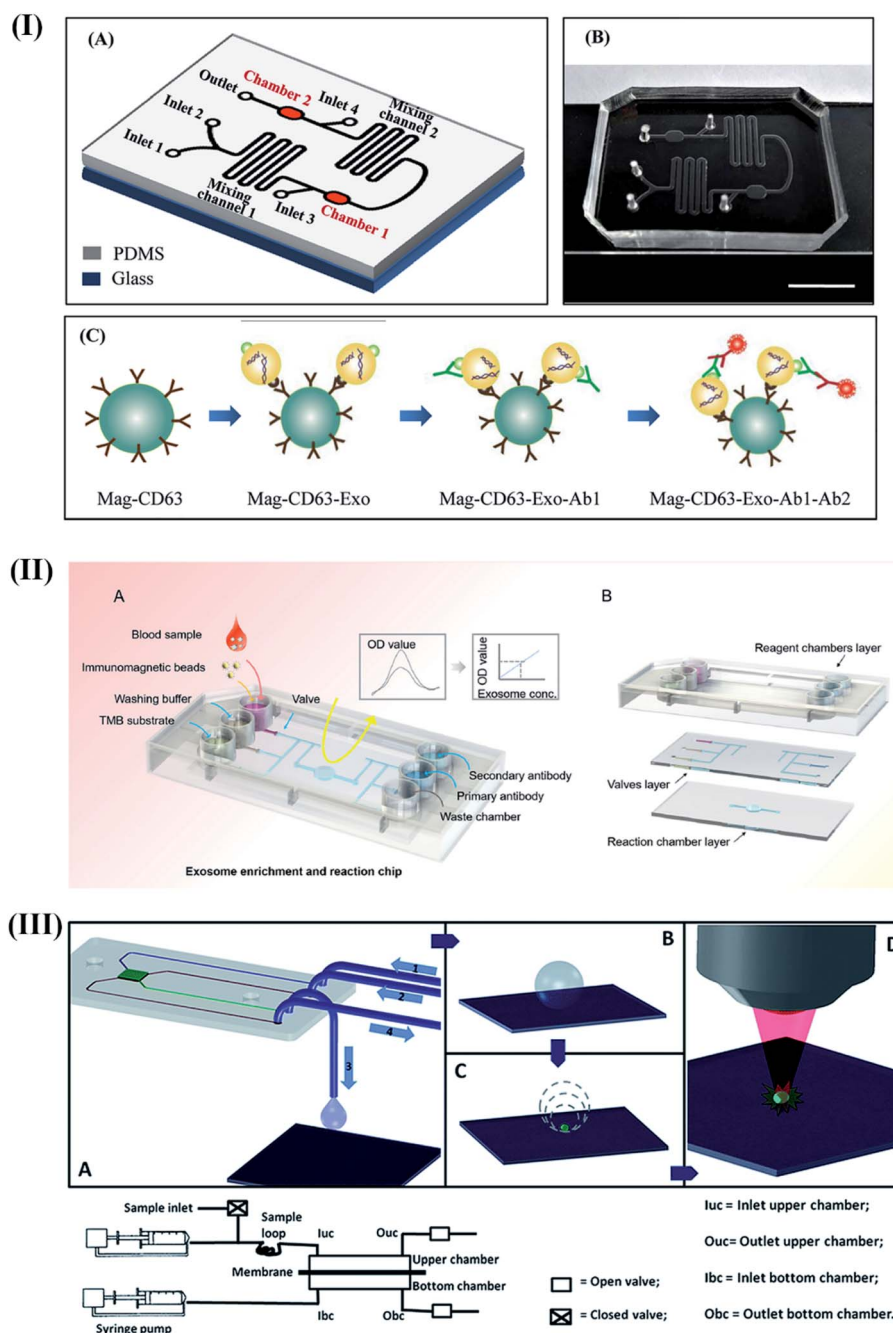 (I)
(A)
Outlet
Chamber 2
Inlet 4
Mixing
channel 2
Inlet 2
Inlet 1
Mixing
channel 1
Inlet 3
Chamber 1
PDMS
Glass
(B)
(C)
Mag-CD63
Mag-CD63-Exo
Mag-CD63-Exo-Ab1
Mag-CD63-Exo-Ab1-Ab2
(II)
A
Blood sample
Immunomagnetic beads
Washing buffer
TMB substrate
Valve
OD value
OD value
Exosome conc.
Secondary antibody
Primary antibody
Waste chamber
Exosome enrichment and reaction chip
B
Reagent chambers layer
Valves layer
Reaction chamber layer
(III)
1
2
4
3
A
B
C
D
Sample inlet
Sample
loop
Iuc
Ouc
Upper chamber
Membrane
Bottom chamber
Ibc
Obc
Syringe pump
= Open valve;
= Closed valve;
Iuc = Inlet upper chamber;
Ouc= Outlet upper chamber;
Ibc = Inlet bottom chamber;
Obc = Outlet bottom chamber.